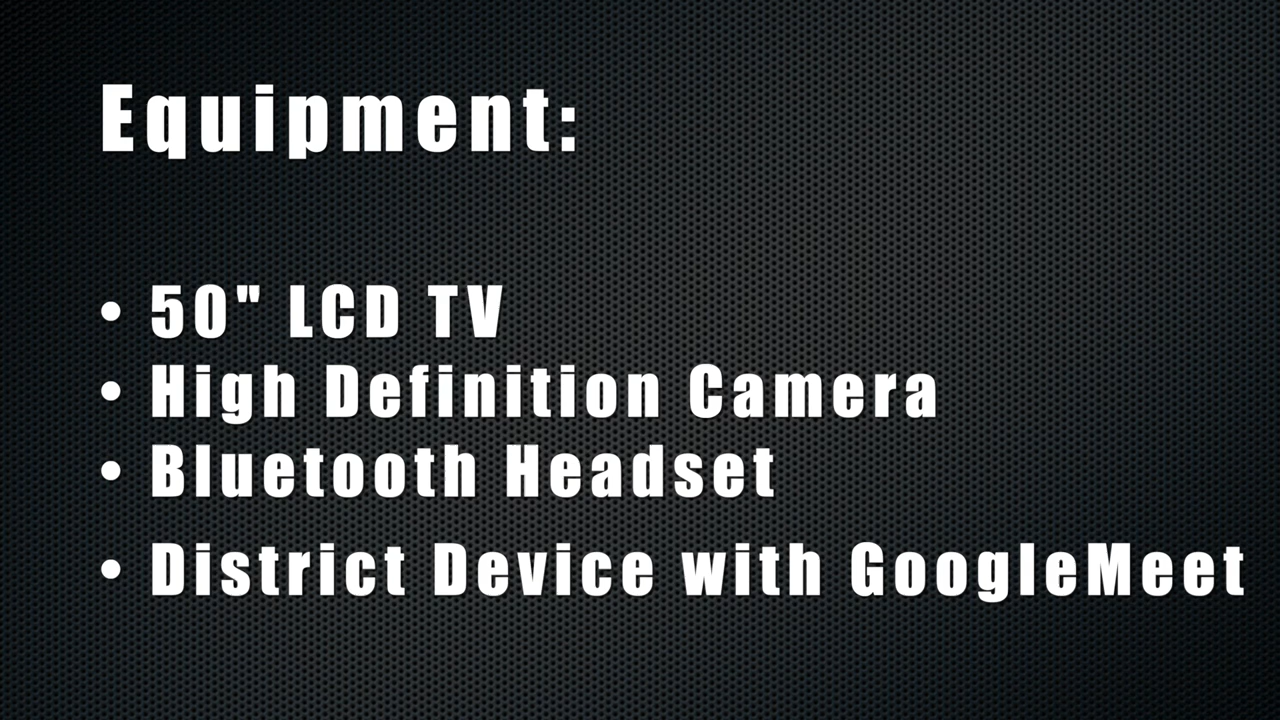 Equipment:
• 50" LCD TV
• High Definition Camera
• Bluetooth Headset
• District Device with GoogleMeet